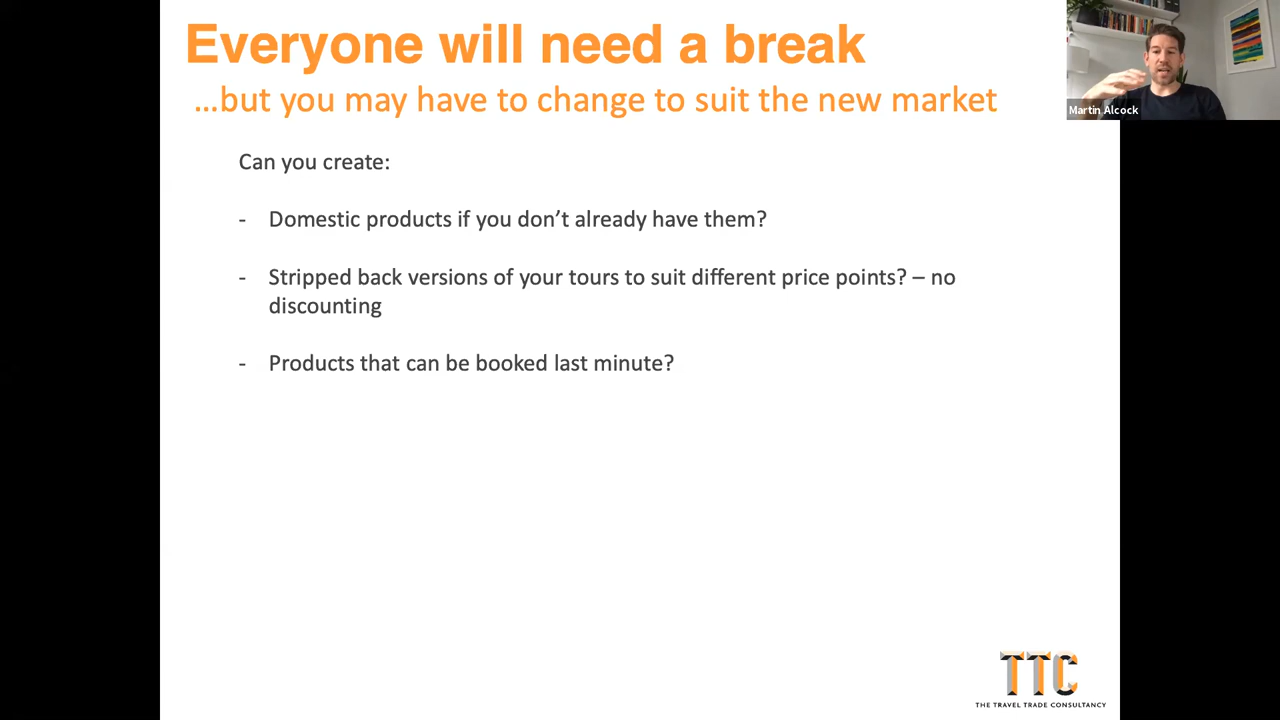 Everyone will need a break
...but you may have to change to suit the new market
Martin Alcock
Can you create:
- Domestic products if you don’t already have them?
- Stripped back versions of your tours to suit different price points? – no
discounting
- Products that can be booked last minute?
TTC
THE TRAVEL TRADE CONSULTANCY